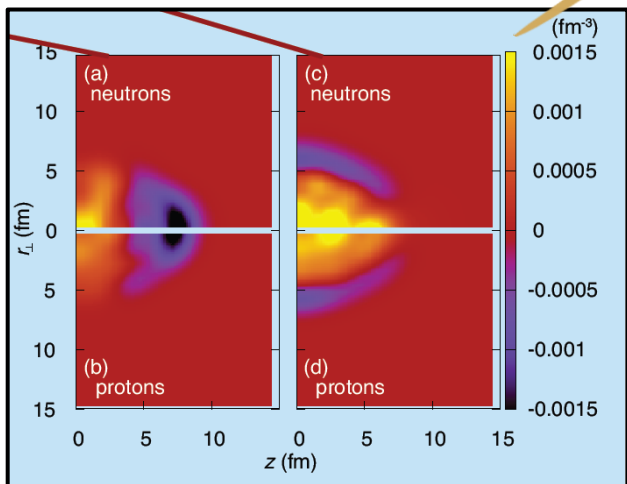 (fm⁻³)
15
(a)
neutrons
(c)
neutrons
0.0015
10
0.001
5
0.0005
0
0
5
-0.0005
10
-0.001
(b)
protons
(d)
protons
15
-0.0015
r⊥ (fm)
0 5 10 0 5 10 15
z (fm)